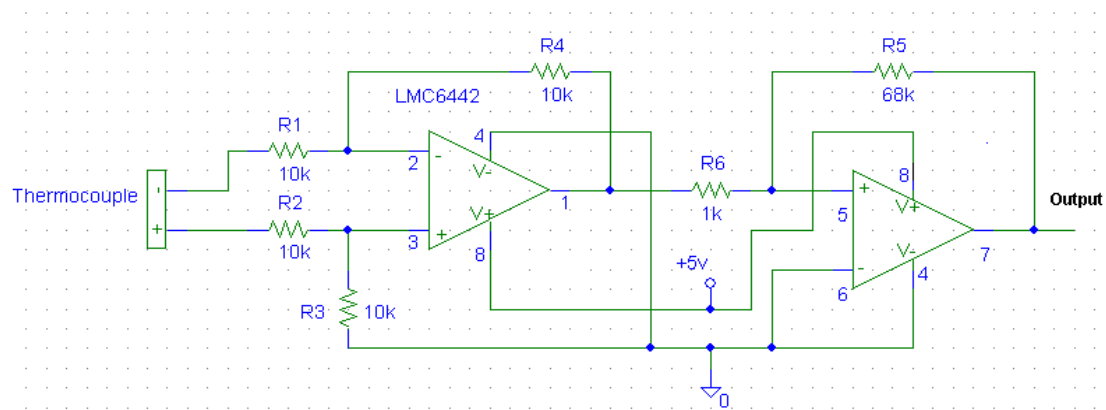 R4
10k
LMC6442
R5
68k
R1
10k
2
-
4
V-
V+
1
R6
1k
8
+
V+
5
Output
Thermocouple
-
+
R2
10k
3
+
8
+5v
-
V-
4
7
6
R3
10k
0